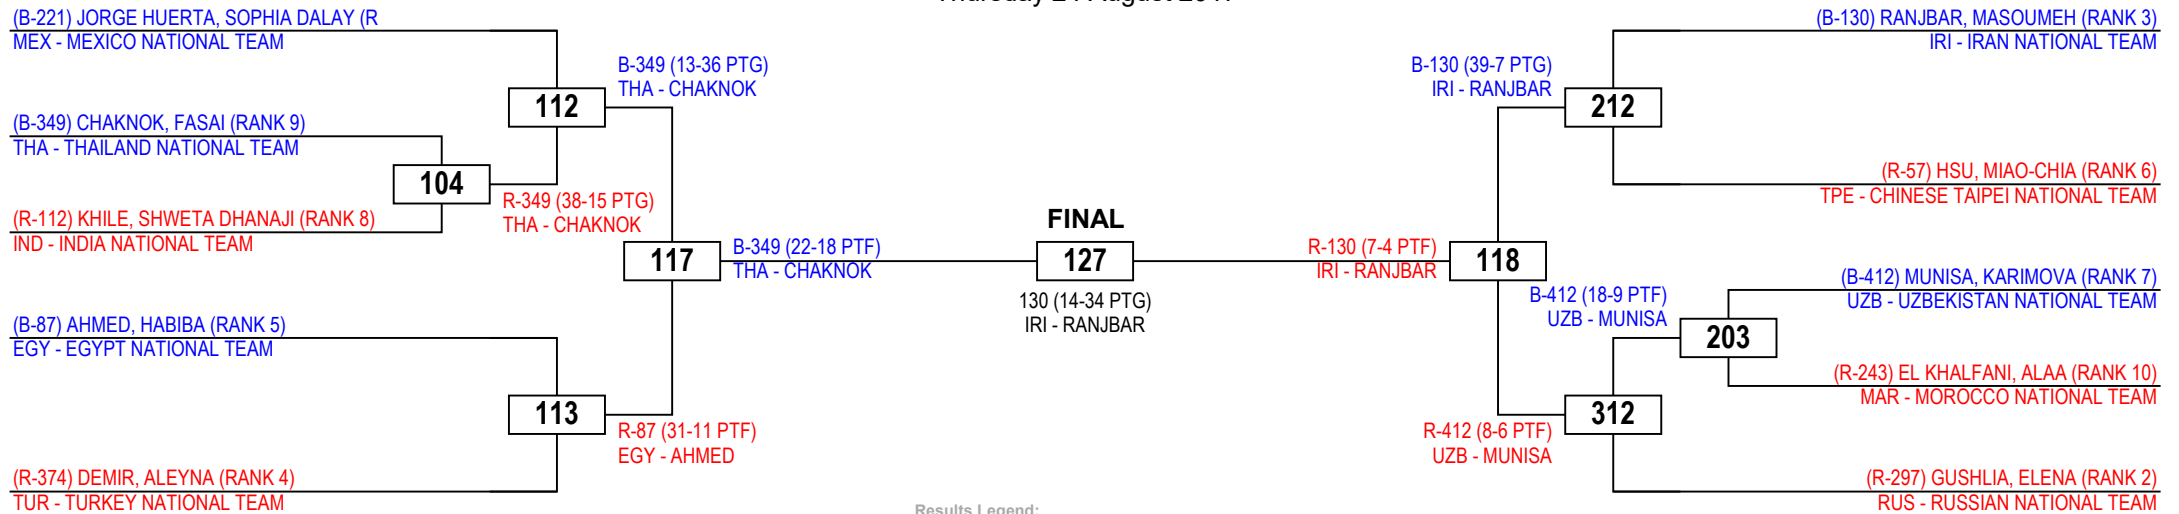 Thursday 24 August 2017
(B-221) JORGE HUERTA, SOPHIA DALAY (R
MEX - MEXICO NATIONAL TEAM
(B-349) CHAKNOK, FASAI (RANK 9)
THA - THAILAND NATIONAL TEAM
(R-112) KHILE, SHWETA DHANAJI (RANK 8)
IND - INDIA NATIONAL TEAM
(B-87) AHMED, HABIBA (RANK 5)
EGY - EGYPT NATIONAL TEAM
(R-374) DEMIR, ALEYNA (RANK 4)
TUR - TURKEY NATIONAL TEAM
104
112
113
R-349 (38-15 PTG)
THA - CHAKNOK
B-349 (13-36 PTG)
THA - CHAKNOK
R-87 (31-11 PTF)
EGY - AHMED
117
B-349 (22-18 PTF)
THA - CHAKNOK
FINAL
127
130 (14-34 PTG)
IRI - RANJBAR
R-130 (7-4 PTF)
IRI - RANJBAR
118
B-130 (39-7 PTG)
IRI - RANJBAR
R-412 (8-6 PTF)
UZB - MUNISA
212
312
B-412 (18-9 PTF)
UZB - MUNISA
203
(B-130) RANJBAR, MASOUMEH (RANK 3)
IRI - IRAN NATIONAL TEAM
(R-57) HSU, MIAO-CHIA (RANK 6)
TPE - CHINESE TAIPEI NATIONAL TEAM
(B-412) MUNISA, KARIMOVA (RANK 7)
UZB - UZBEKISTAN NATIONAL TEAM
(R-243) EL KHALFANI, ALAA (RANK 10)
MAR - MOROCCO NATIONAL TEAM
(R-297) GUSHLIA, ELENA (RANK 2)
RUS - RUSSIAN NATIONAL TEAM
Results Legend: